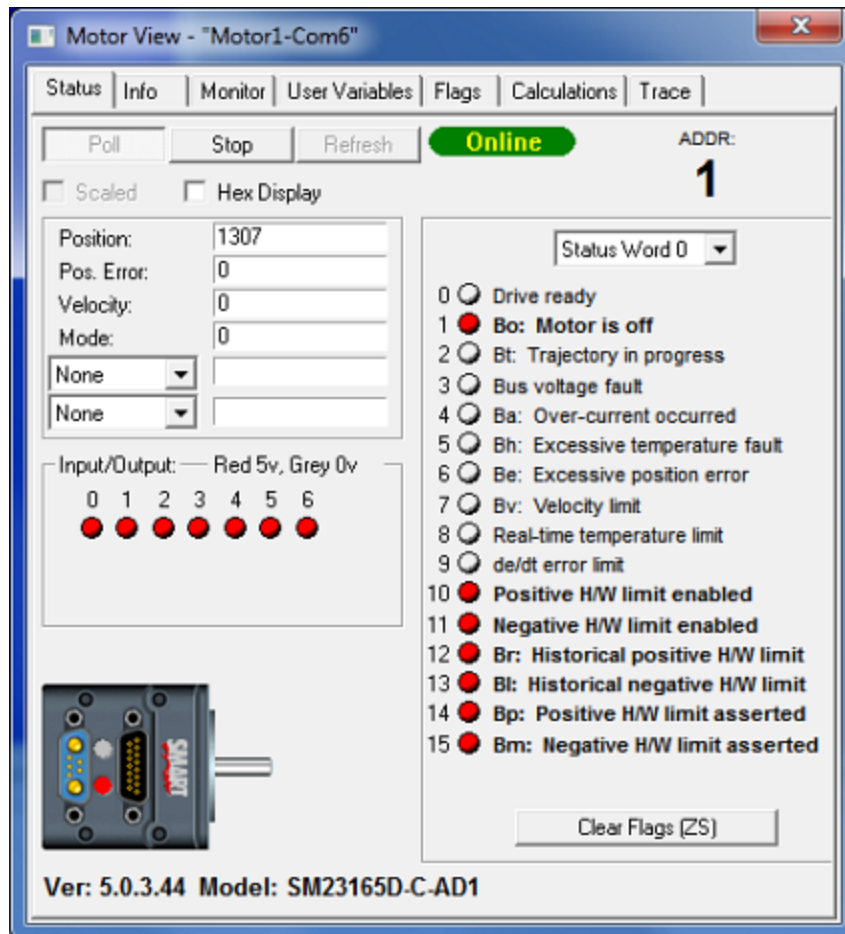 Motor View - "Motor1-Com6"
Status Info Monitor User Variables Flags Calculations Trace
Poll Stop Refresh Online ADDR:
1
Scaled Hex Display
Position: 1307
Pos. Error: 0
Velocity: 0
Mode: 0
None
None
Input/Output: Red 5v, Grey 0v
0 1 2 3 4 5 6
Status Word 0
0 Drive ready
1 Bo: Motor is off
2 Bt: Trajectory in progress
3 Bus voltage fault
4 Ba: Over-current occurred
5 Bh: Excessive temperature fault
6 Be: Excessive position error
7 Bv: Velocity limit
8 Real-time temperature limit
9 de/dt error limit
10 Positive H/W limit enabled
11 Negative H/W limit enabled
12 Br: Historical positive H/W limit
13 Bl: Historical negative H/W limit
14 Bp: Positive H/W limit asserted
15 Bm: Negative H/W limit asserted
Clear Flags (ZS)
SMART
Ver: 5.0.3.44 Model: SM23165D-C-AD1